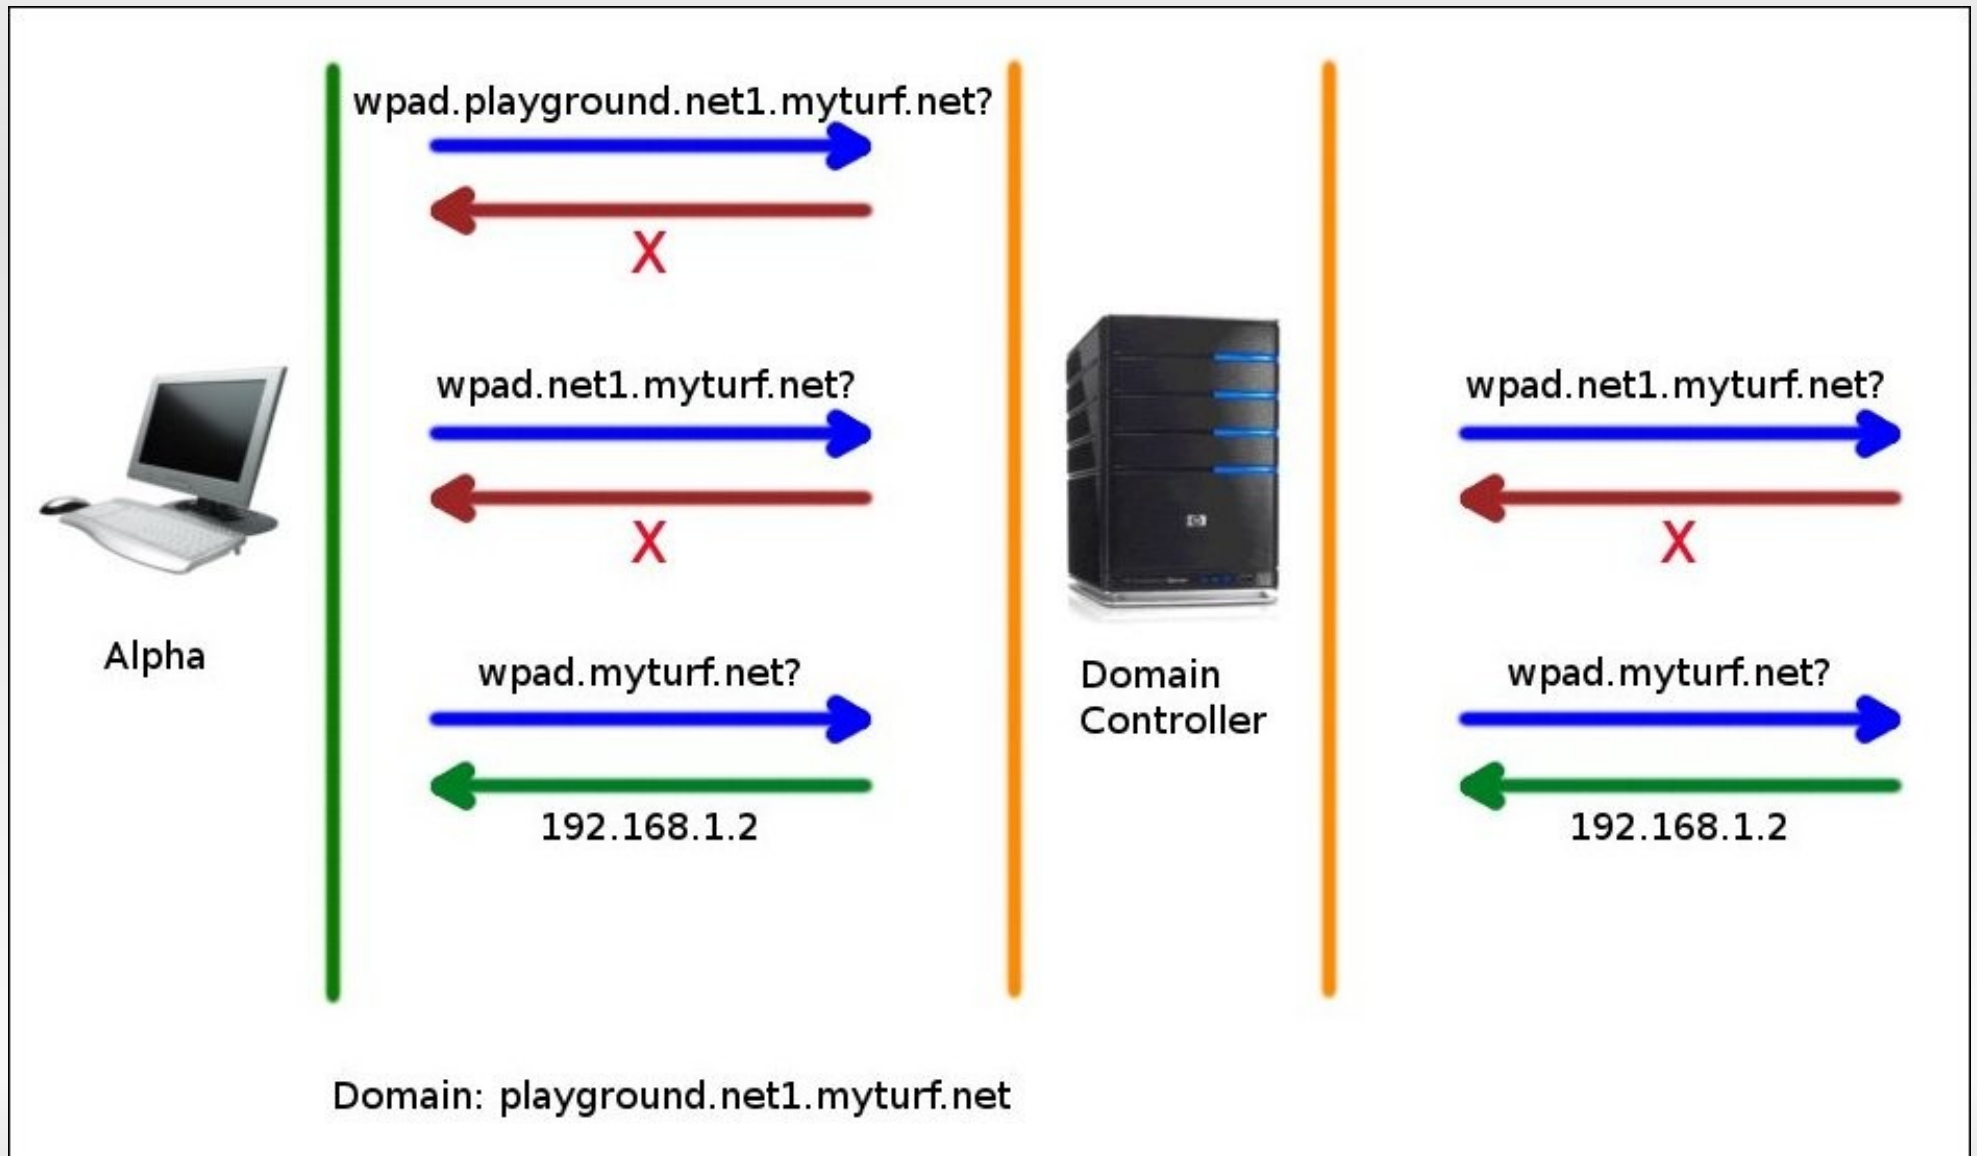 wpad.playground.net1.myturf.net?
X
wpad.net1.myturf.net?
X
wpad.net1.myturf.net?
X
Alpha
wpad.myturf.net?
192.168.1.2
Domain
Controller
wpad.myturf.net?
192.168.1.2
Domain: playground.net1.myturf.net